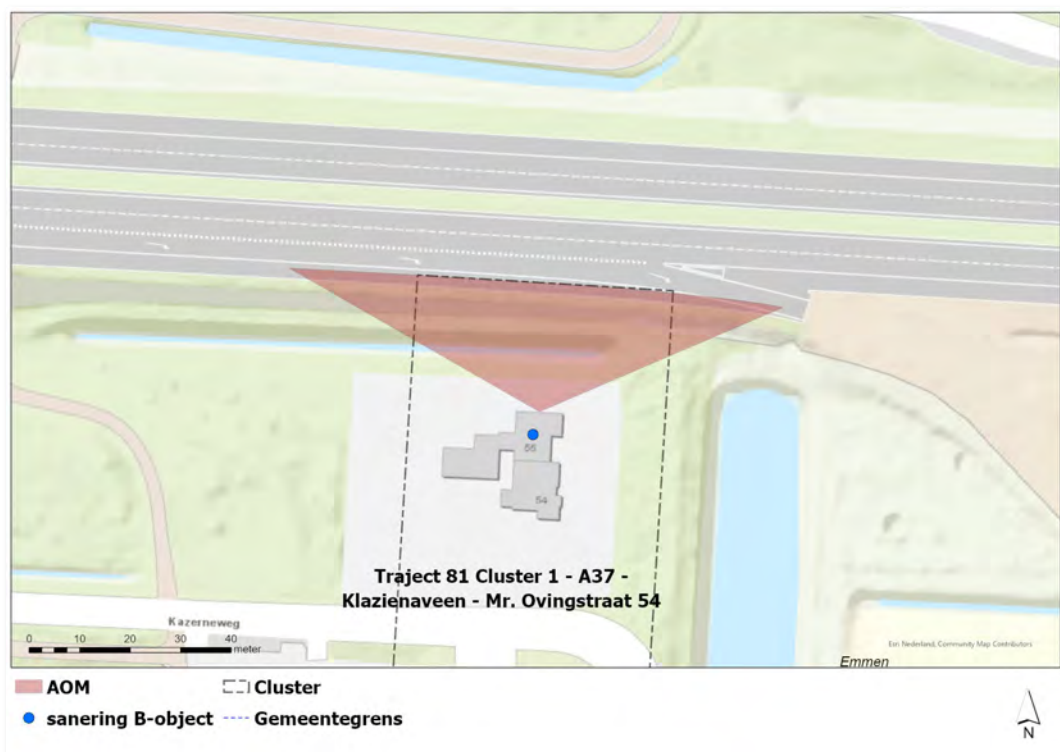 55
54
Traject 81 Cluster 1 - A37 -
Klazienaveen - Mr. Ovingstraat 54
Kazerneweg
0 10 20 30 40
meter
Esri Nederland, Community Map Contributors
Emmen
AOM
Cluster
sanering B-object
Gemeentegrens
N